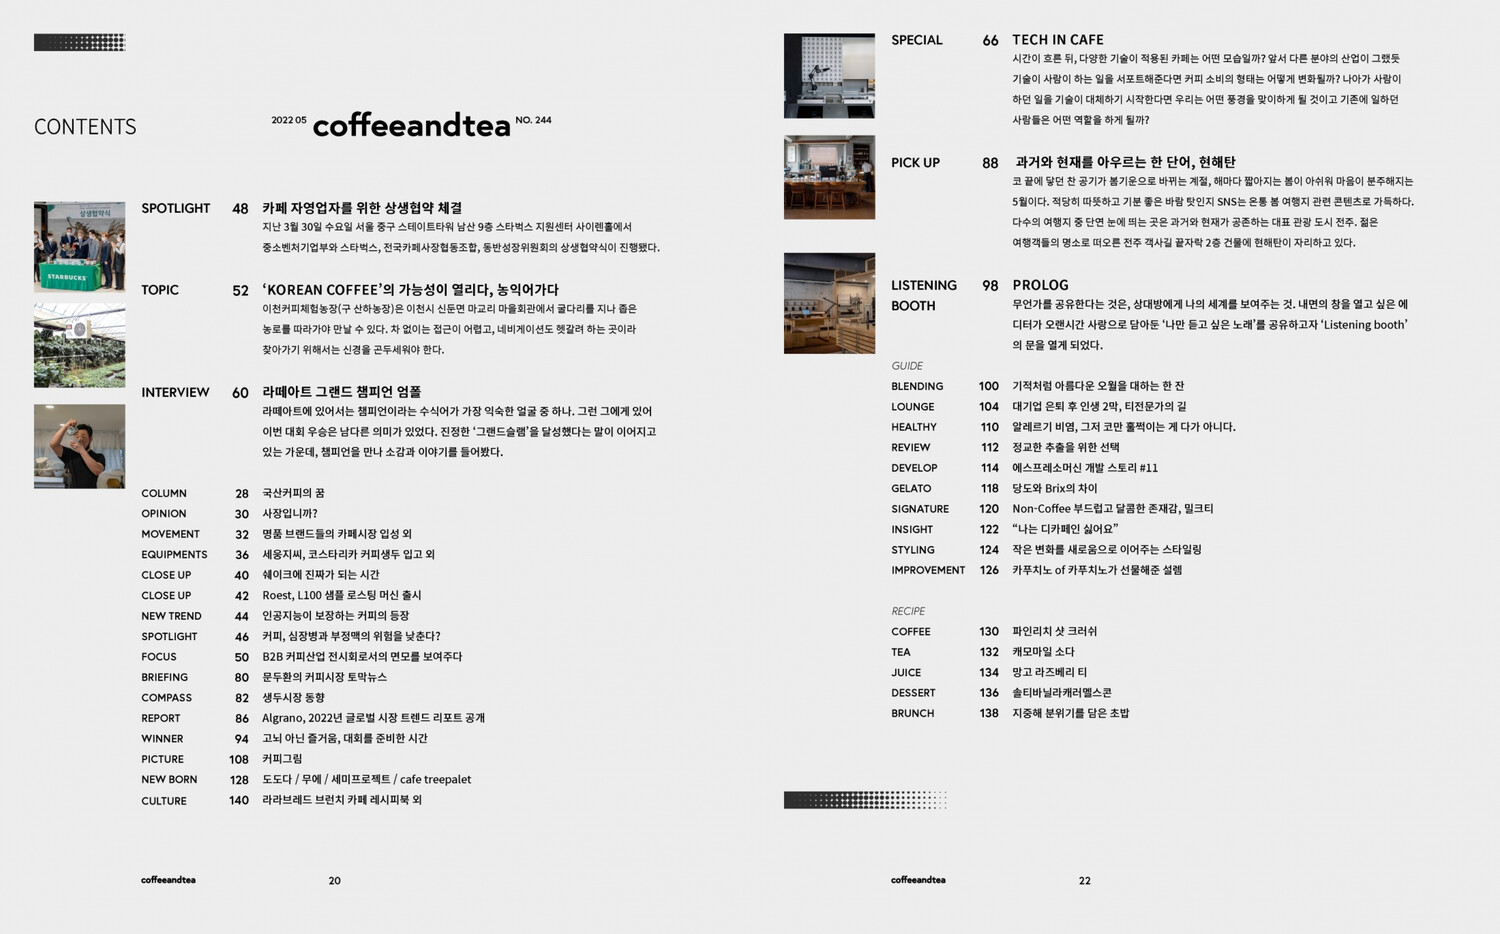 CONTENTS
2022 05 coffeeandtea NO. 244
상생협약식
STARBUCKS
SPOTLIGHT 48 카페 자영업자를 위한 상생협약 체결
지난 3월 30일 수요일 서울 중구 스테이트타워 남산 9층 스타벅스 지원센터 사이렌홀에서
중소벤처기업부와 스타벅스, 전국카페사장협동조합, 동반성장위원회의 상생협약식이 진행됐다.
TOPIC 52 ‘KOREAN COFFEE’의 가능성이 열리다, 농익어가다
이천커피체험농장(구 산하농장)은 이천시 신둔면 마교리 마을회관에서 굴다리를 지나 좁은
농로를 따라가야 만날 수 있다. 차 없이는 접근이 어렵고, 네비게이션도 헷갈려 하는 곳이라
찾아가기 위해서는 신경을 곤두세워야 한다.
INTERVIEW 60 라떼아트 그랜드 챔피언 엄폴
라떼아트에 있어서는 챔피언이라는 수식어가 가장 익숙한 얼굴 중 하나. 그런 그에게 있어
이번 대회 우승은 남다른 의미가 있었다. 진정한 ‘그랜드슬램’을 달성했다는 말이 이어지고
있는 가운데, 챔피언을 만나 소감과 이야기를 들어봤다.
COLUMN 28 국산커피의 꿈
OPINION 30 사장입니까?
MOVEMENT 32 명품 브랜드들의 카페시장 입성 외
EQUIPMENTS 36 세웅지씨, 코스타리카 커피생두 입고 외
CLOSE UP 40 쉐이크에 진짜가 되는 시간
CLOSE UP 42 Roest, L100 샘플 로스팅 머신 출시
NEW TREND 44 인공지능이 보장하는 커피의 등장
SPOTLIGHT 46 커피, 심장병과 부정맥의 위험을 낮춘다?
FOCUS 50 B2B 커피산업 전시회로서의 면모를 보여주다
BRIEFING 80 문두환의 커피시장 토막뉴스
COMPASS 82 생두시장 동향
REPORT 86 Algrano, 2022년 글로벌 시장 트렌드 리포트 공개
WINNER 94 고뇌 아닌 즐거움, 대회를 준비한 시간
PICTURE 108 커피그림
NEW BORN 128 도도다 / 무에 / 세미프로젝트 / cafe treepalet
CULTURE 140 라라브레드 브런치 카페 레시피북 외
coffeeandtea 20
SPECIAL 66 TECH IN CAFE
시간이 흐른 뒤, 다양한 기술이 적용된 카페는 어떤 모습일까? 앞서 다른 분야의 산업이 그랬듯
기술이 사람이 하는 일을 서포트해준다면 커피 소비의 형태는 어떻게 변화될까? 나아가 사람이
하던 일을 기술이 대체하기 시작한다면 우리는 어떤 풍경을 맞이하게 될 것이고 기존에 일하던
사람들은 어떤 역할을 하게 될까?
PICK UP 88 과거와 현재를 아우르는 한 단어, 현해탄
코 끝에 닿던 찬 공기가 봄기운으로 바뀌는 계절, 해마다 짧아지는 봄이 아쉬워 마음이 분주해지는
5월이다. 적당히 따뜻하고 기분 좋은 바람 탓인지 SNS는 온통 봄 여행지 관련 콘텐츠로 가득하다.
다수의 여행지 중 단연 눈에 띄는 곳은 과거와 현재가 공존하는 대표 관광 도시 전주. 젊은
여행객들의 명소로 떠오른 전주 객사길 끝자락 2층 건물에 현해탄이 자리하고 있다.
LISTENING BOOTH 98 PROLOG
무언가를 공유한다는 것은, 상대방에게 나의 세계를 보여주는 것. 내면의 창을 열고 싶은 에
디터가 오랜시간 사랑으로 담아둔 ‘나만 듣고 싶은 노래’를 공유하고자 ‘Listening booth’
의 문을 열게 되었다.
GUIDE
BLENDING 100 기적처럼 아름다운 오월을 대하는 한 잔
LOUNGE 104 대기업 은퇴 후 인생 2막, 티전문가의 길
HEALTHY 110 알레르기 비염, 그저 코만 훌쩍이는 게 다가 아니다.
REVIEW 112 정교한 추출을 위한 선택
DEVELOP 114 에스프레소머신 개발 스토리 #11
GELATO 118 당도와 Brix의 차이
SIGNATURE 120 Non-Coffee 부드럽고 달콤한 존재감, 밀크티
INSIGHT 122 “나는 디카페인 싫어요”
STYLING 124 작은 변화를 새로움으로 이어주는 스타일링
IMPROVEMENT 126 카푸치노 of 카푸치노가 선물해준 설렘
RECIPE
COFFEE 130 파인리치 샷 크러쉬
TEA 132 캐모마일 소다
JUICE 134 망고 라즈베리 티
DESSERT 136 솔티바닐라캐러멜스콘
BRUNCH 138 지중해 분위기를 담은 초밥
coffeeandtea 22